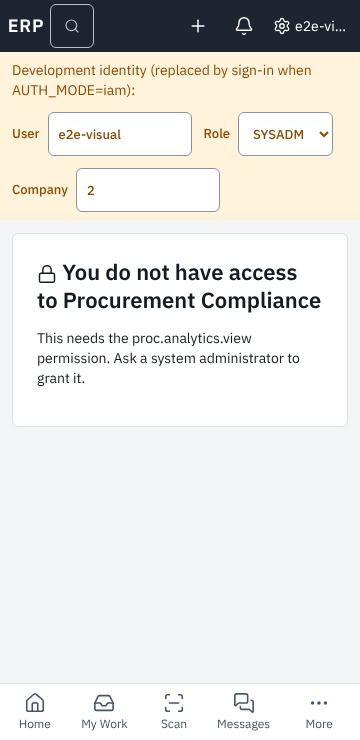 ERP
e2e-vi...
Development identity (replaced by sign-in when
AUTH_MODE=iam):
User e2e-visual Role SYSADM
Company 2
You do not have access
to Procurement Compliance
This needs the proc.analytics.view
permission. Ask a system administrator to
grant it.
Home My Work Scan Messages More